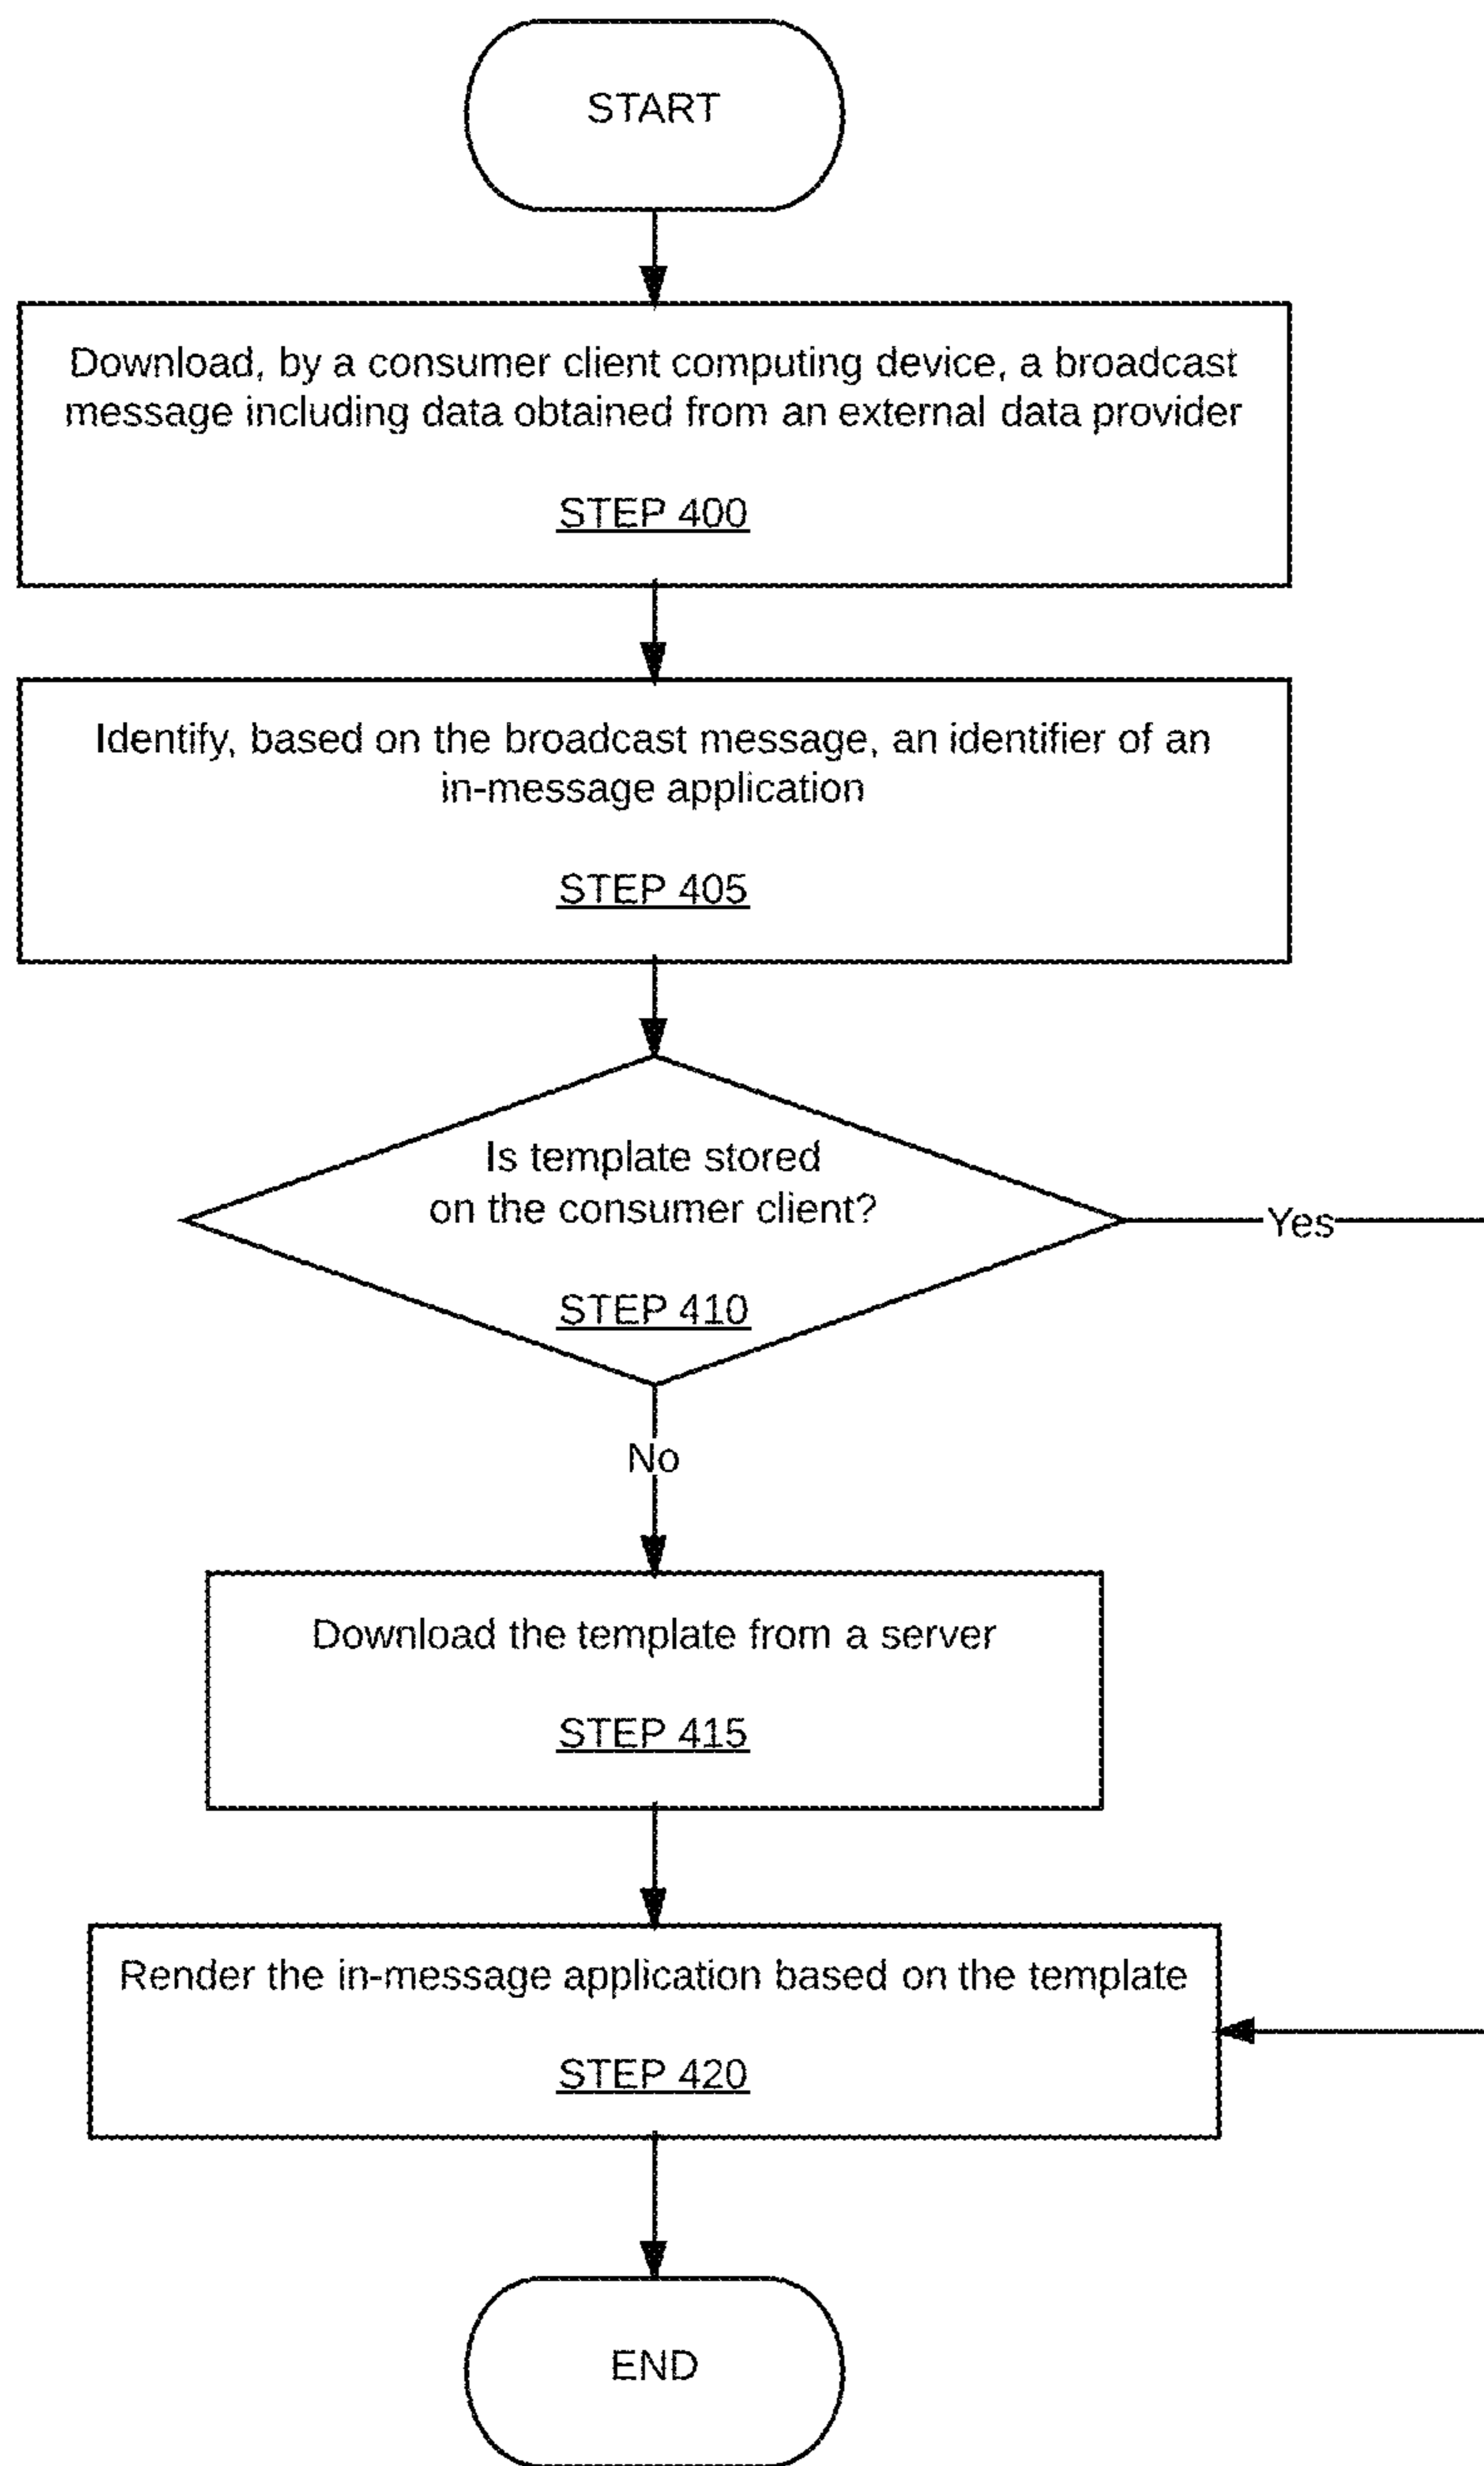 START
Download, by a consumer client computing device, a broadcast
message including data obtained from an external data provider
STEP 400
Identify, based on the broadcast message, an identifier of an
in-message application
STEP 405
Is template stored
on the consumer client?
STEP 410
Yes
No
Download the template from a server
STEP 415
Render the in-message application based on the template
STEP 420
END